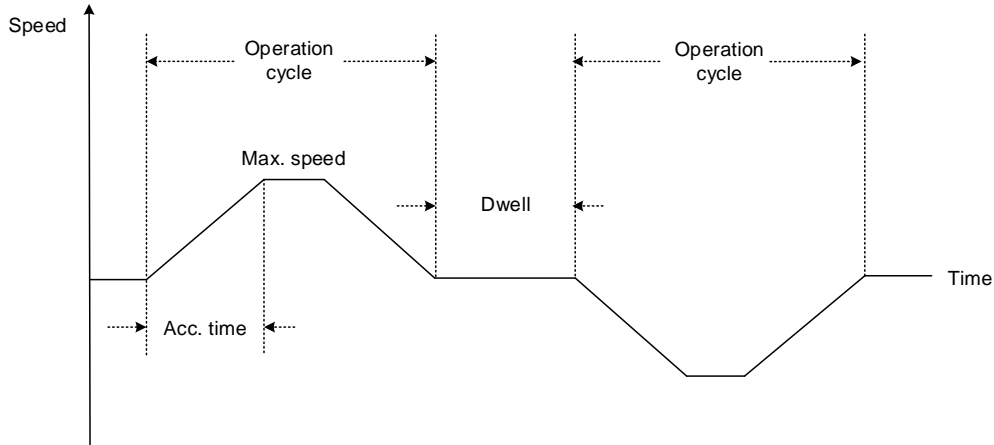 Speed
Operation
cycle
Operation
cycle
Max. speed
Dwell
Time
Acc. time